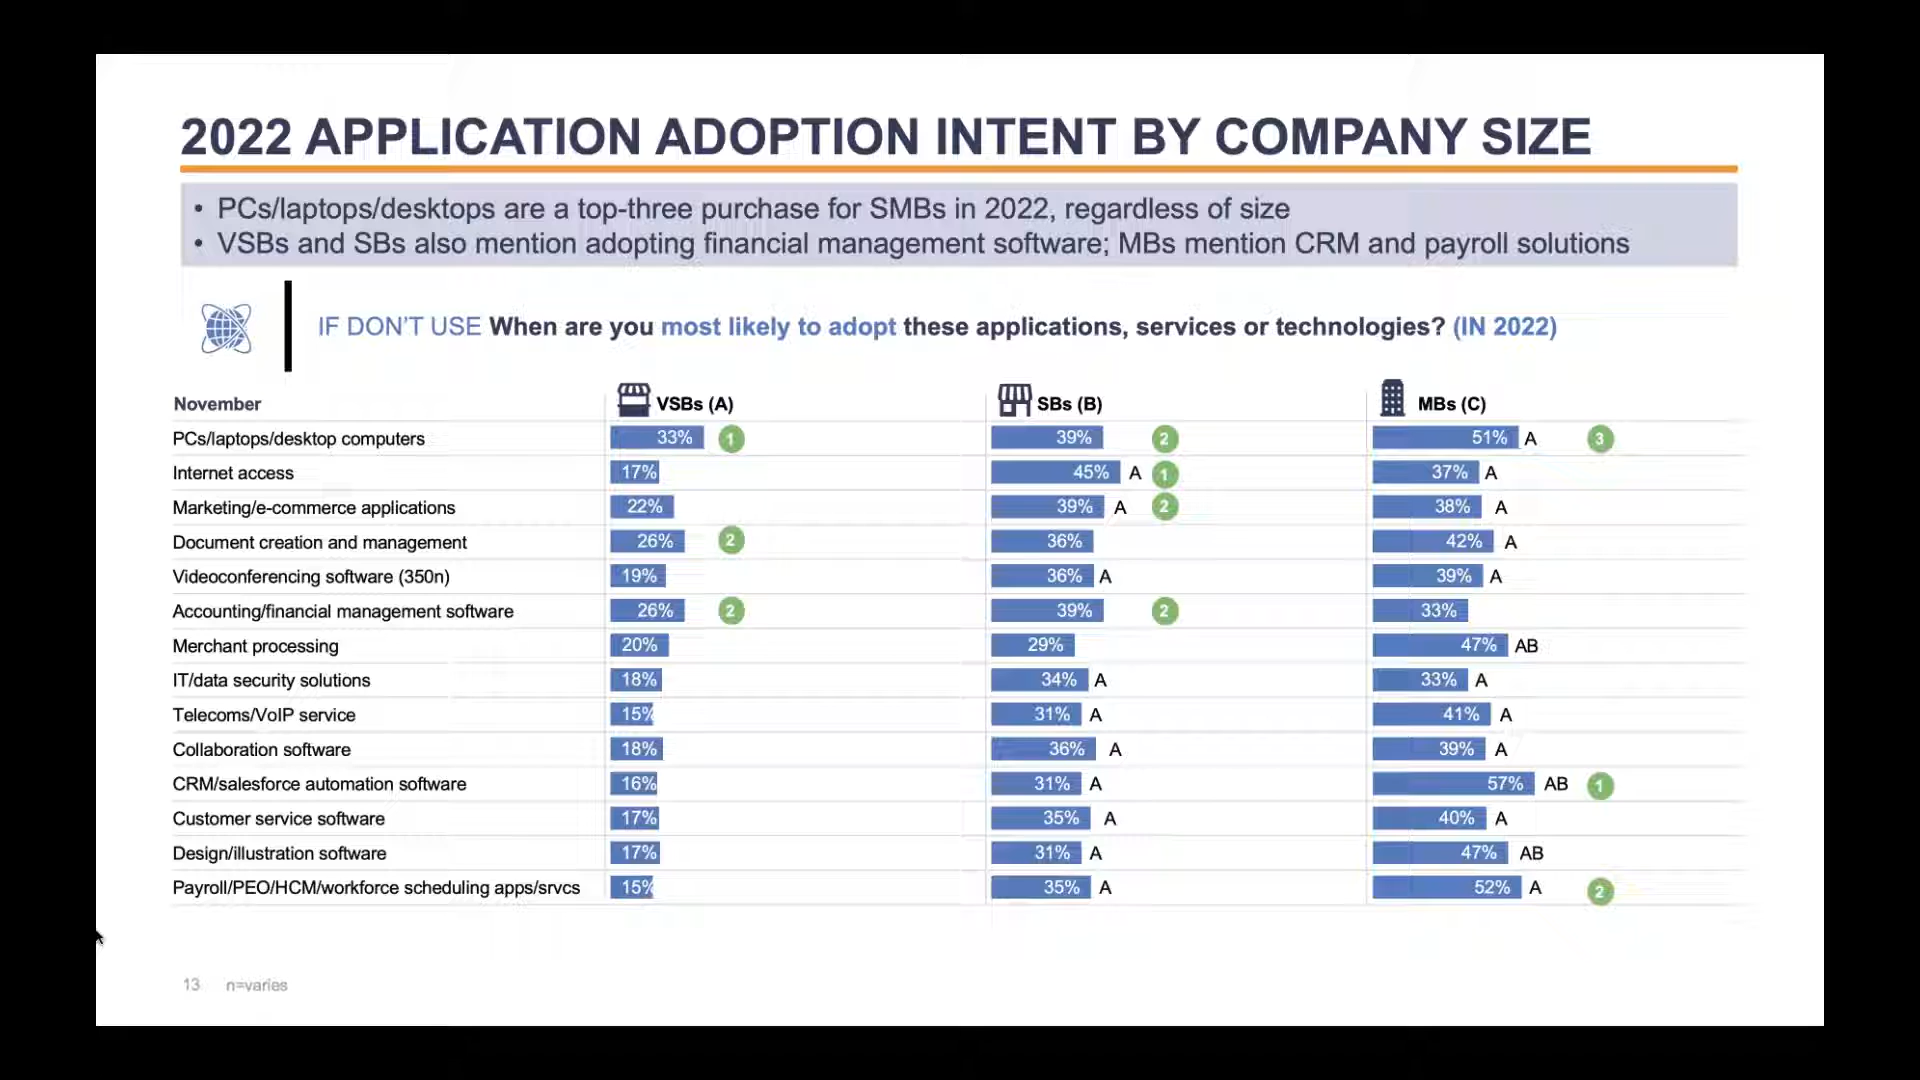 2022 APPLICATION ADOPTION INTENT BY COMPANY SIZE
• PCs/laptops/desktops are a top-three purchase for SMBs in 2022, regardless of size
• VSBs and SBs also mention adopting financial management software; MBs mention CRM and payroll solutions
IF DON'T USE When are you most likely to adopt these applications, services or technologies? (IN 2022)
November VSBs (A) SBs (B) MBs (C)
PCs/laptops/desktop computers 33% 1 39% 2 51% A 3
Internet access 17% 45% A 1 37% A
Marketing/e-commerce applications 22% 39% A 2 38% A
Document creation and management 26% 2 36% 42% A
Videoconferencing software (350n) 19% 36% A 39% A
Accounting/financial management software 26% 2 39% 2 33%
Merchant processing 20% 29% 47% AB
IT/data security solutions 18% 34% A 33% A
Telecoms/VoIP service 15% 31% A 41% A
Collaboration software 18% 36% A 39% A
CRM/salesforce automation software 16% 31% A 57% AB 1
Customer service software 17% 35% A 40% A
Design/illustration software 17% 31% A 47% AB
Payroll/PEO/HCM/workforce scheduling apps/srvcs 15% 35% A 52% A 2
13 n=varies